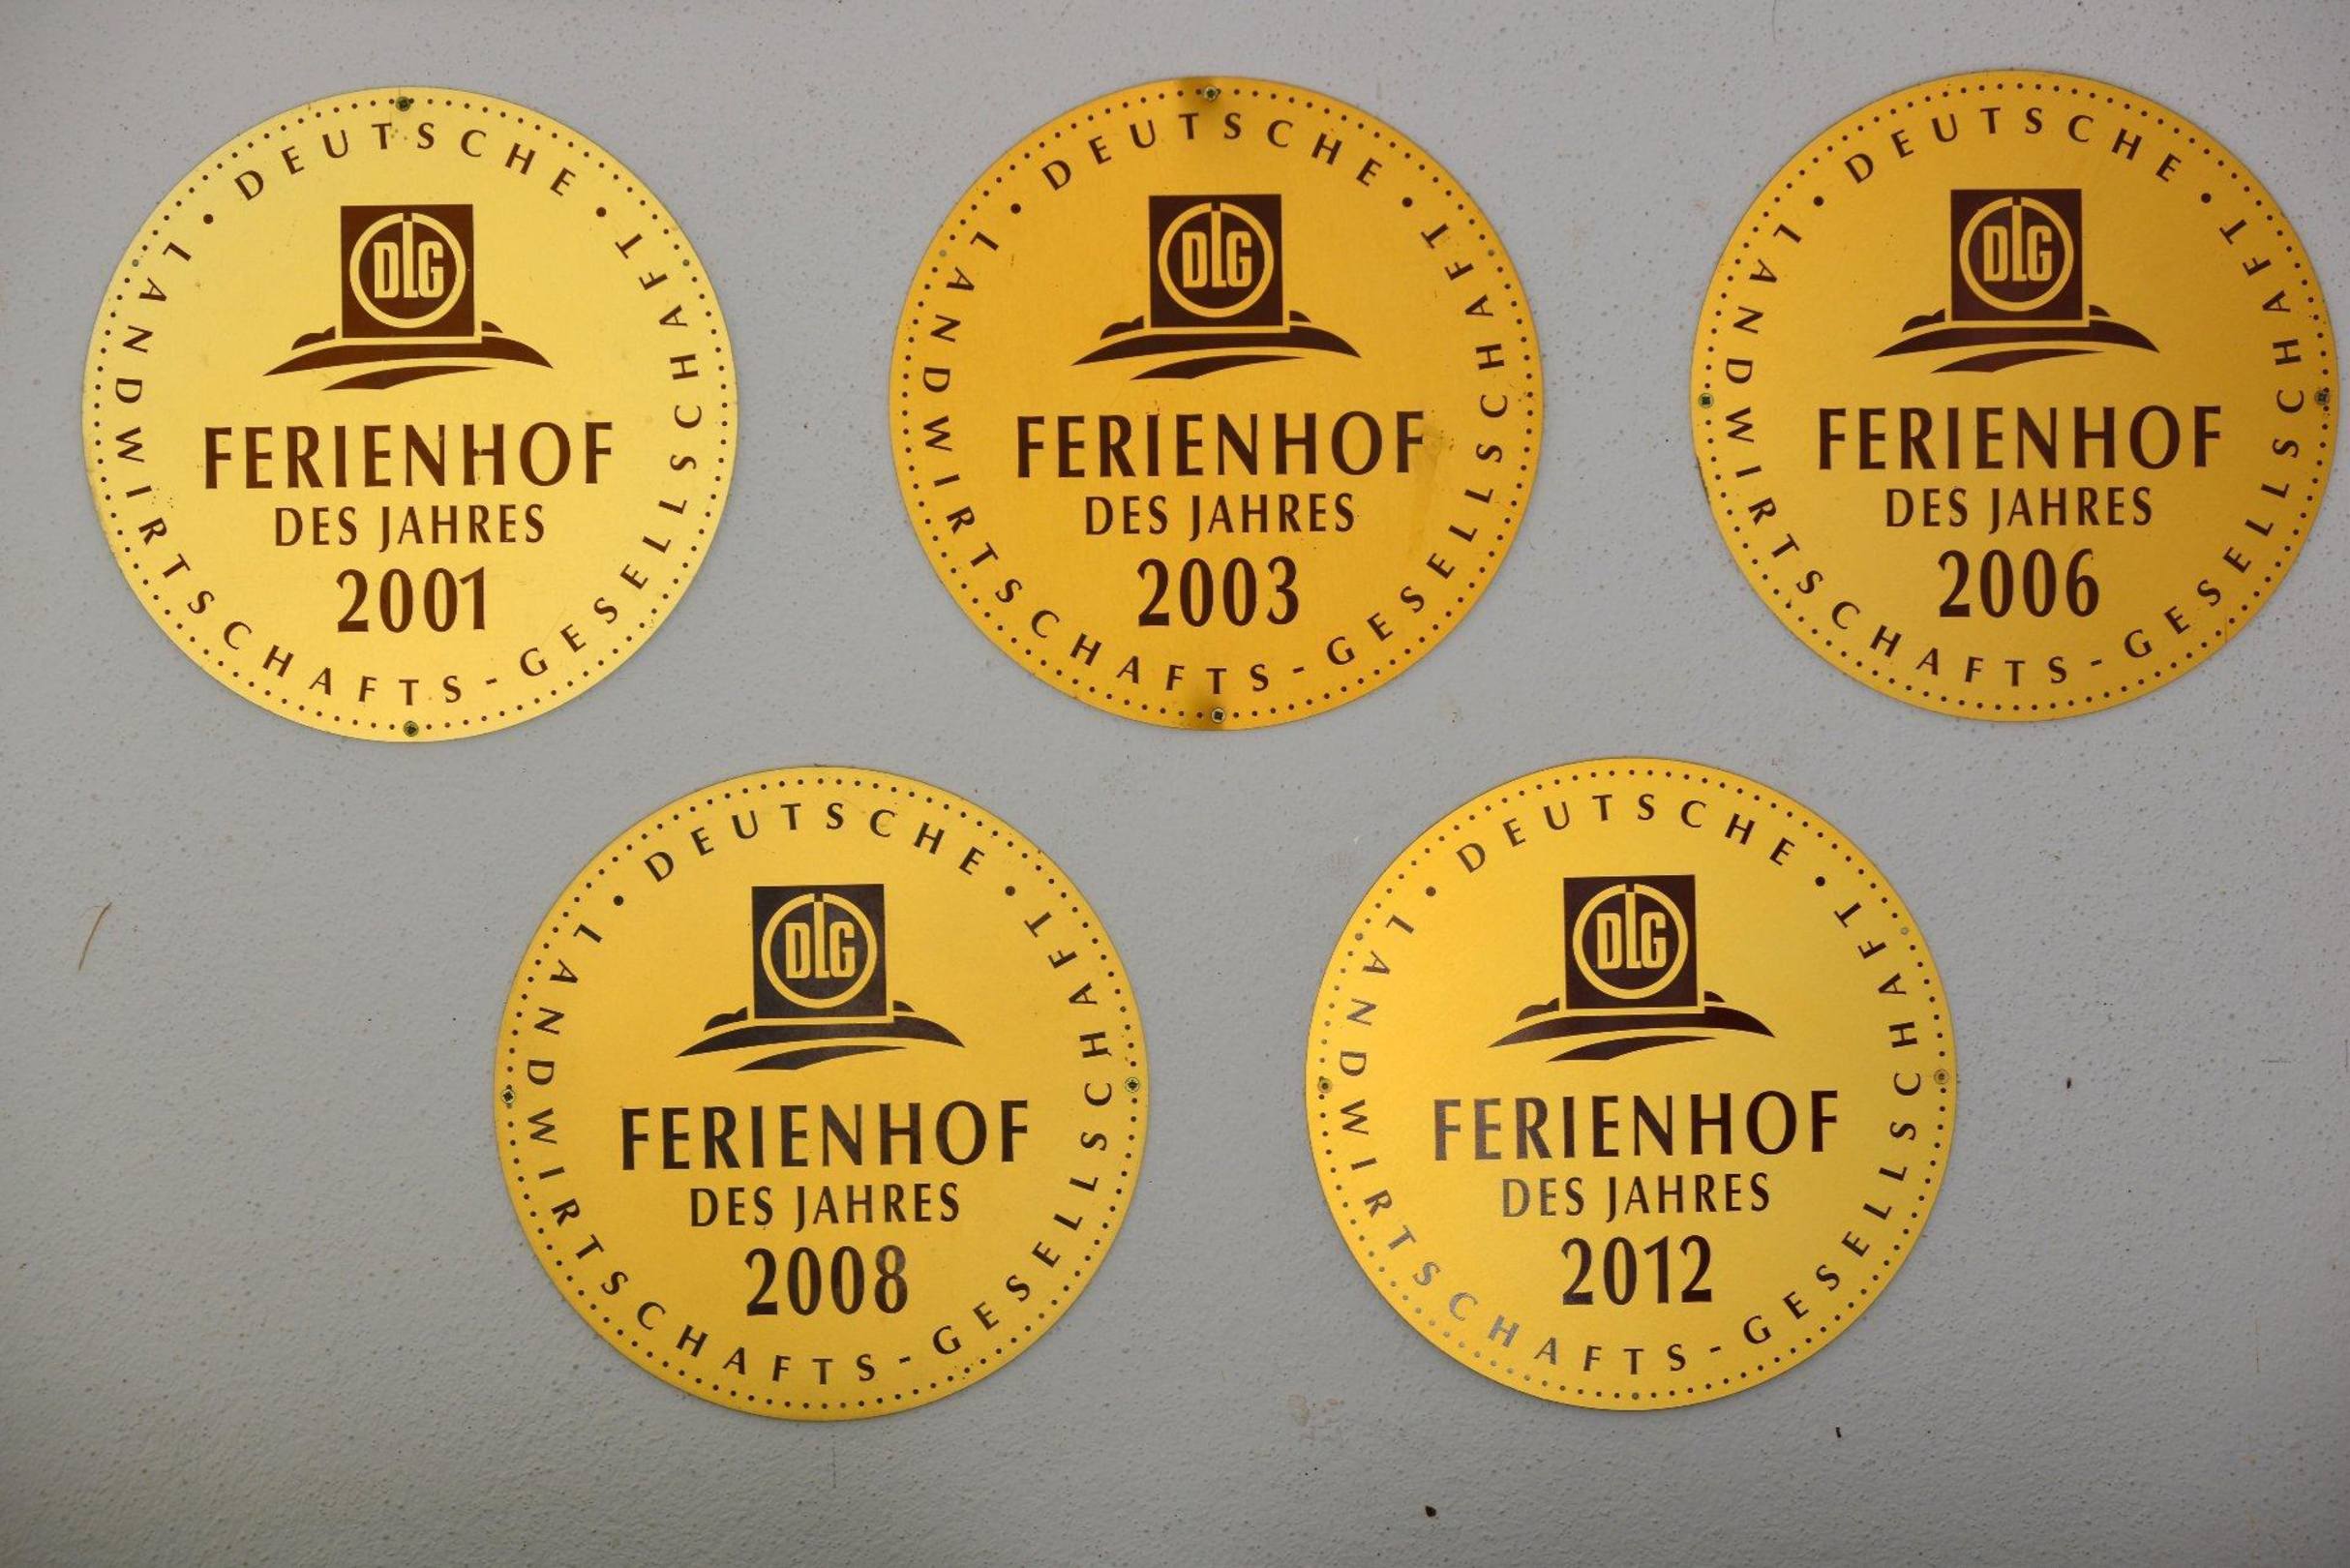 DEUTSCHE
LANDWIRTSCHAFTS-GESELLSCHAFT
DLG
FERIENHOF
DES JAHRES
2001
DEUTSCHE
LANDWIRTSCHAFTS-GESELLSCHAFT
DLG
FERIENHOF
DES JAHRES
2003
DEUTSCHE
LANDWIRTSCHAFTS-GESELLSCHAFT
DLG
FERIENHOF
DES JAHRES
2006
DEUTSCHE
LANDWIRTSCHAFTS-GESELLSCHAFT
DLG
FERIENHOF
DES JAHRES
2008
DEUTSCHE
LANDWIRTSCHAFTS-GESELLSCHAFT
DLG
FERIENHOF
DES JAHRES
2012